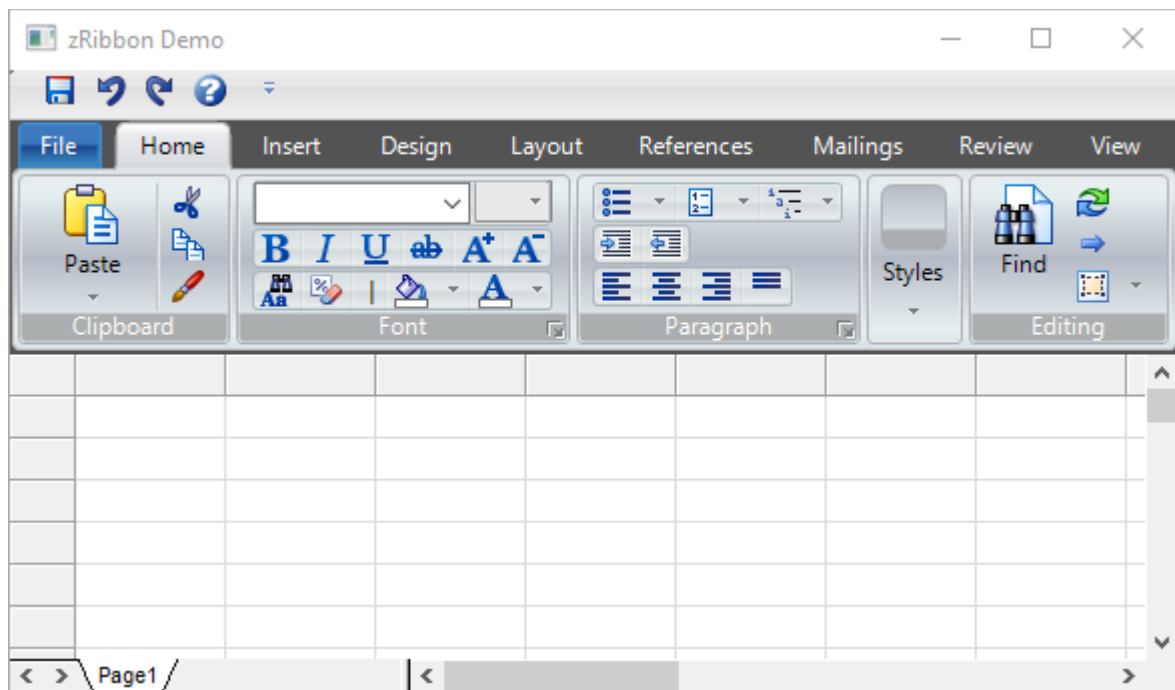 zRibbon Demo
File Home Insert Design Layout References Mailings Review View
Paste
Clipboard
B I U ab A+ A-
Aa A
Font
Paragraph
Styles
Find
Editing
Page1